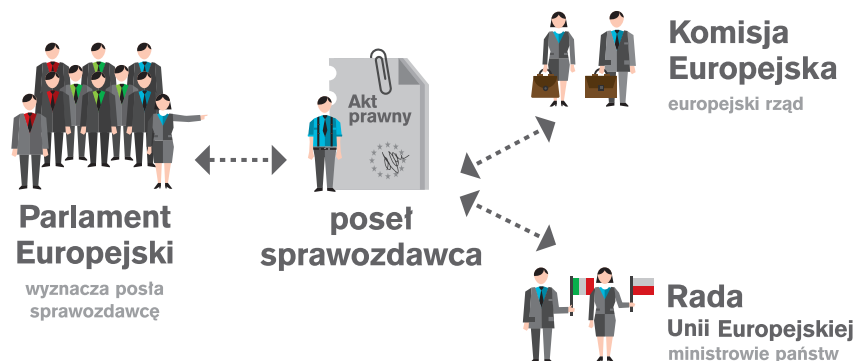 Parlament
Europejski
wyznacza posła
sprawozdawcę
Akt
prawny
poseł
sprawozdawca
Komisja
Europejska
europejski rząd
Rada
Unii Europejskiej
ministrowie państw